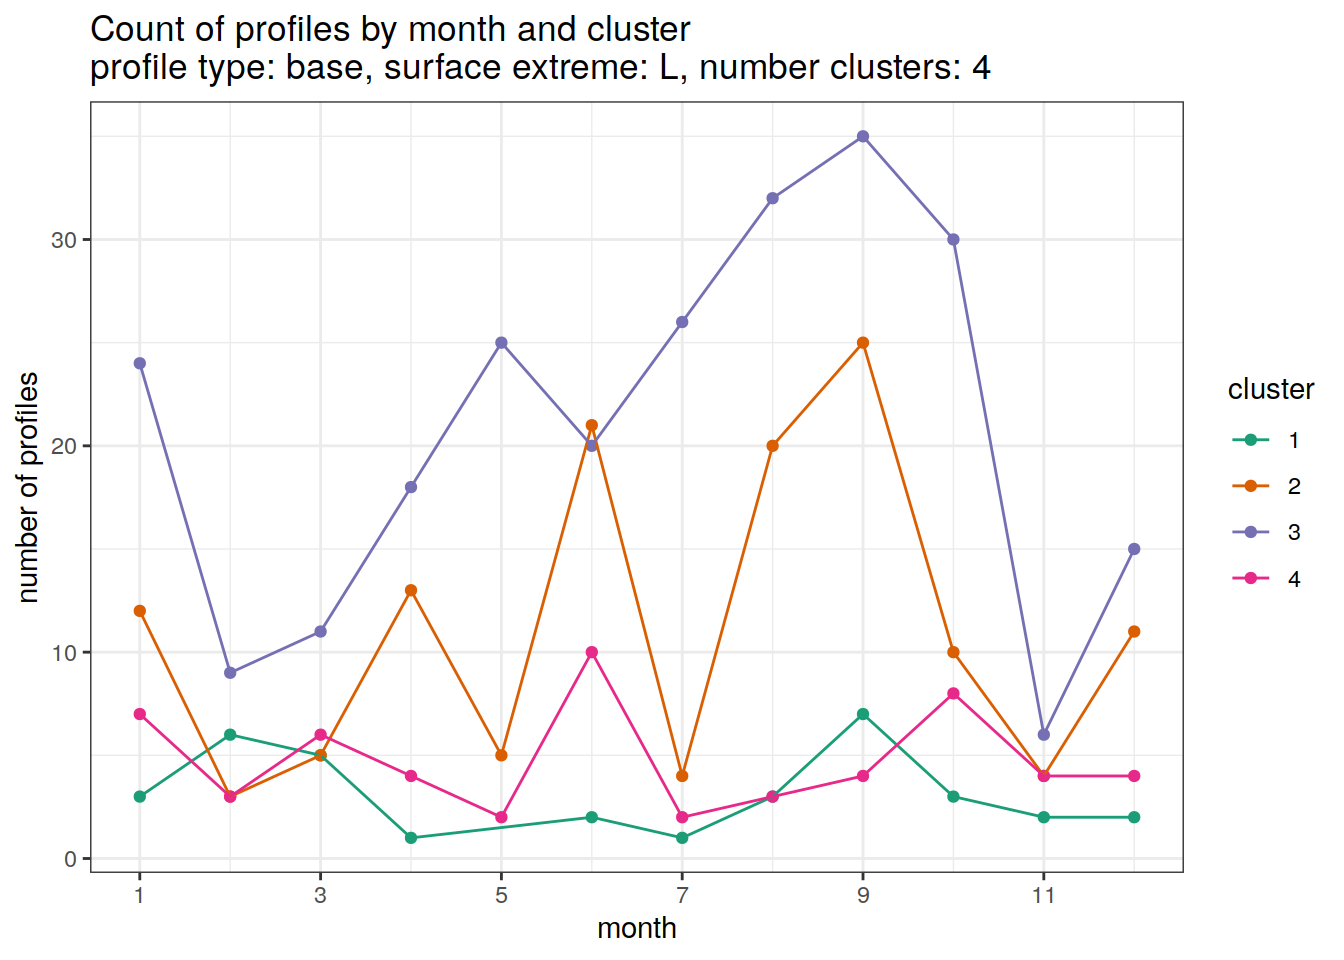 Count of profiles by month and cluster
profile type: base, surface extreme: L, number clusters: 4
number of profiles
30
20
10
0
1 3 5 7 9 11
month
cluster
1
2
3
4